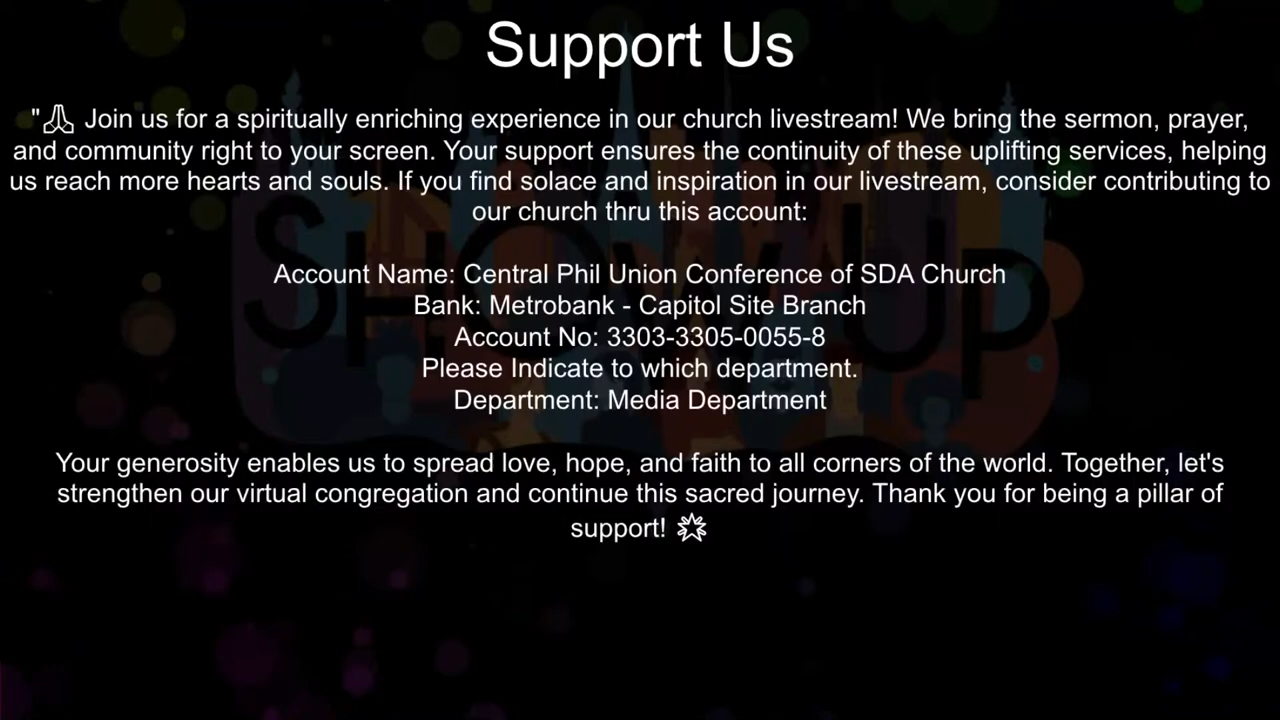 Support Us
"🙏 Join us for a spiritually enriching experience in our church livestream! We bring the sermon, prayer,
and community right to your screen. Your support ensures the continuity of these uplifting services, helping
us reach more hearts and souls. If you find solace and inspiration in our livestream, consider contributing to
our church thru this account:
Account Name: Central Phil Union Conference of SDA Church
Bank: Metrobank - Capitol Site Branch
Account No: 3303-3305-0055-8
Please Indicate to which department.
Department: Media Department
Your generosity enables us to spread love, hope, and faith to all corners of the world. Together, let's
strengthen our virtual congregation and continue this sacred journey. Thank you for being a pillar of
support! 🌟
SHOW UP